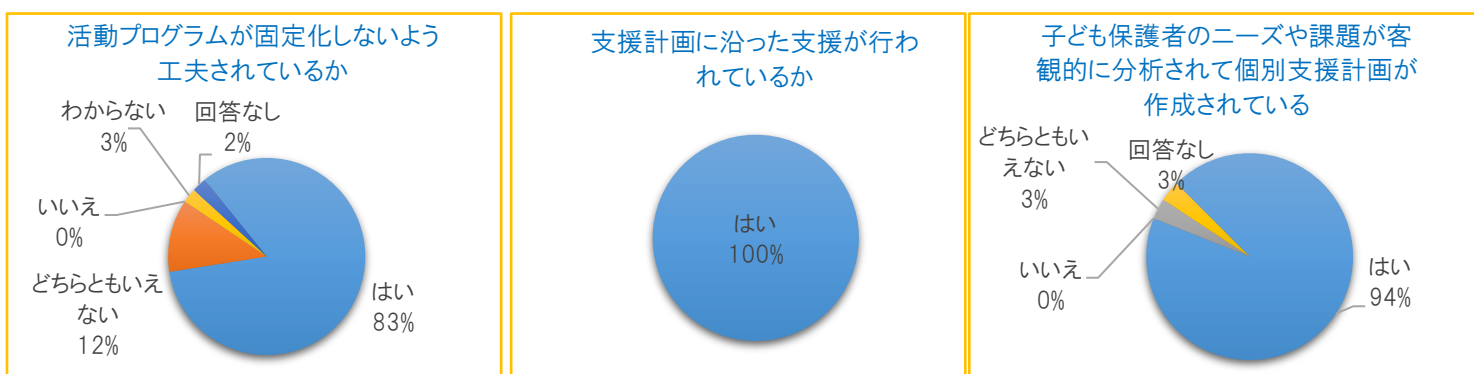 活動プログラムが固定化しないよう
工夫されているか
わからない
3%
回答なし
2%
いいえ
0%
どちらともいえ
ない
12%
はい
83%
支援計画に沿った支援が行わ
れているか
はい
100%
子ども保護者のニーズや課題が客
観的に分析されて個別支援計画が
作成されている
どちらともい
えない
3%
回答なし
3%
いいえ
0%
はい
94%